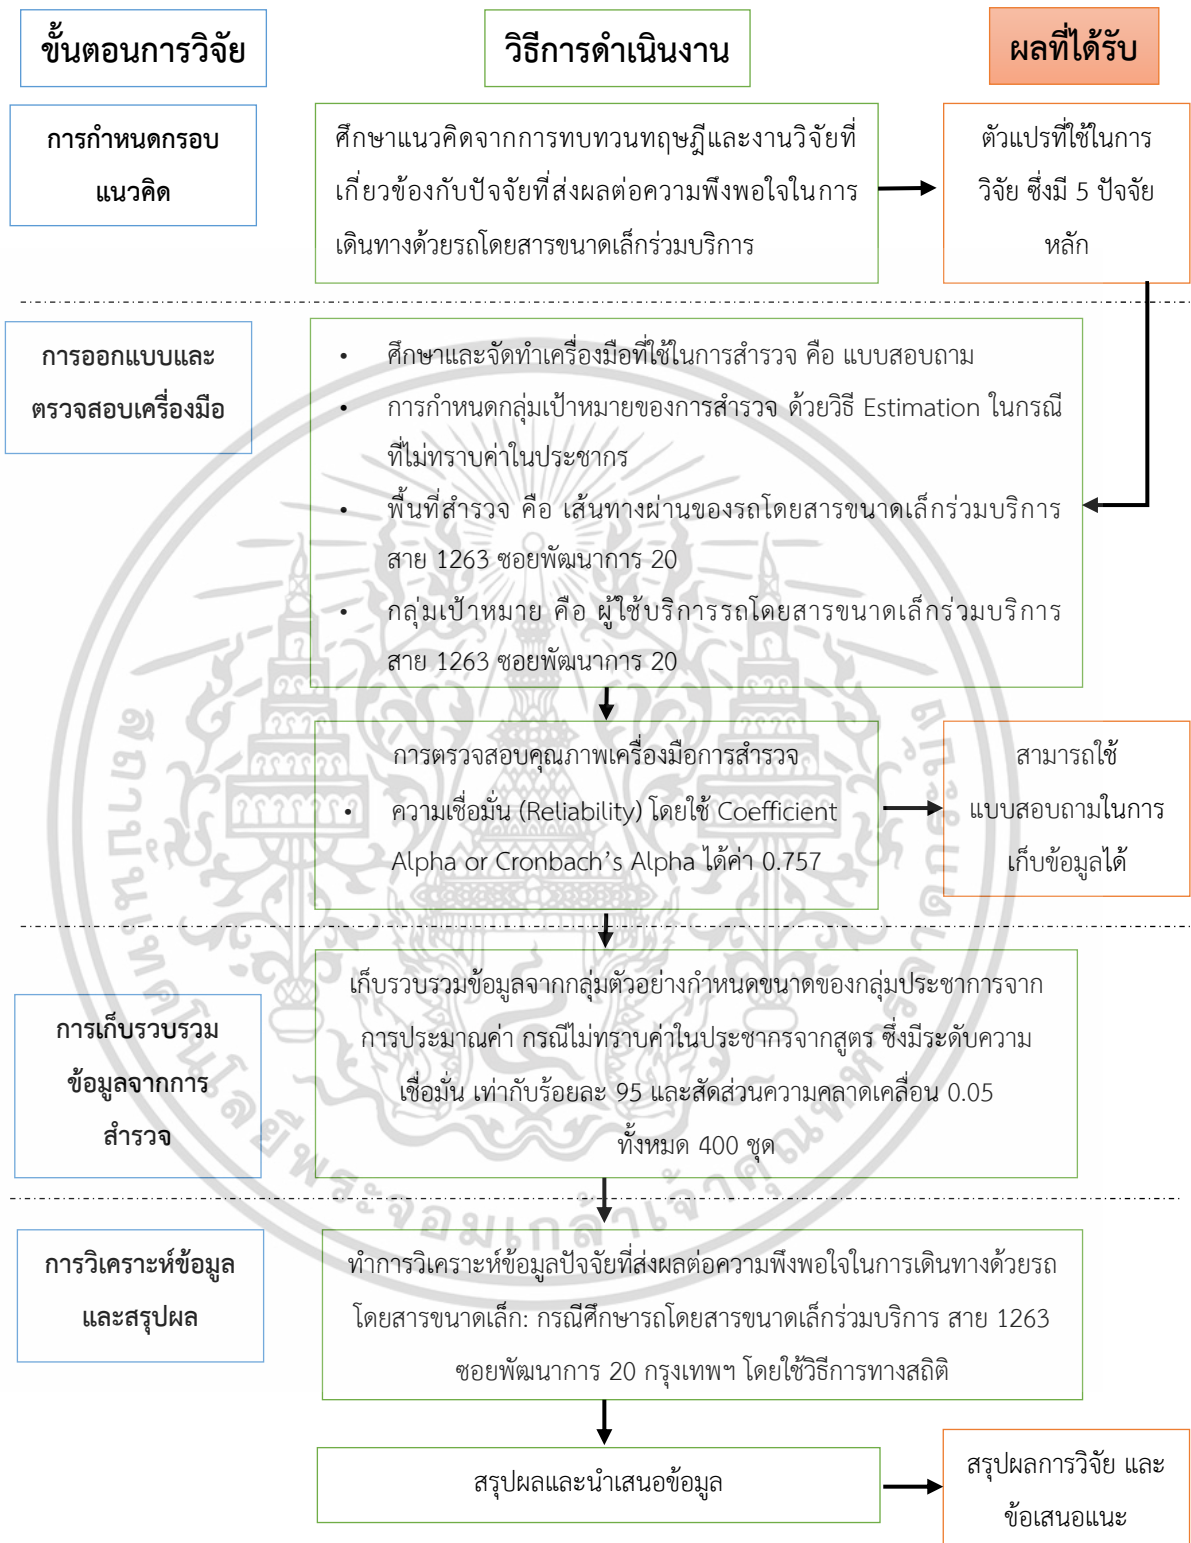 ขั้นตอนการวิจัย
วิธีการดำเนินงาน
ผลที่ได้รับ
การกำหนดกรอบ
แนวคิด
ศึกษาแนวคิดจากการทบทวนทฤษฎีและงานวิจัยที่
เกี่ยวข้องกับปัจจัยที่ส่งผลต่อความพึงพอใจในการ
เดินทางด้วยรถโดยสารขนาดเล็กร่วมบริการ
ตัวแปรที่ใช้ในการ
วิจัย ซึ่งมี 5 ปัจจัย
หลัก
การออกแบบและ
ตรวจสอบเครื่องมือ
• ศึกษาและจัดทำเครื่องมือที่ใช้ในการสำรวจ คือ แบบสอบถาม
• การกำหนดกลุ่มเป้าหมายของการสำรวจ ด้วยวิธี Estimation ในกรณี
ที่ไม่ทราบค่าในประชากร
• พื้นที่สำรวจ คือ เส้นทางผ่านของรถโดยสารขนาดเล็กร่วมบริการ
สาย 1263 ซอยพัฒนาการ 20
• กลุ่มเป้าหมาย คือ ผู้ใช้บริการรถโดยสารขนาดเล็กร่วมบริการ
สาย 1263 ซอยพัฒนาการ 20
การตรวจสอบคุณภาพเครื่องมือการสำรวจ
• ความเชื่อมั่น (Reliability) โดยใช้ Coefficient
Alpha or Cronbach’s Alpha ได้ค่า 0.757
สามารถใช้
แบบสอบถามในการ
เก็บข้อมูลได้
การเก็บรวบรวม
ข้อมูลจากการ
สำรวจ
เก็บรวบรวมข้อมูลจากกลุ่มตัวอย่างกำหนดขนาดของกลุ่มประชาการจาก
การประมาณค่า กรณีไม่ทราบค่าในประชากรจากสูตร ซึ่งมีระดับความ
เชื่อมั่น เท่ากับร้อยละ 95 และสัดส่วนความคลาดเคลื่อน 0.05
ทั้งหมด 400 ชุด
การวิเคราะห์ข้อมูล
และสรุปผล
ทำการวิเคราะห์ข้อมูลปัจจัยที่ส่งผลต่อความพึงพอใจในการเดินทางด้วยรถ
โดยสารขนาดเล็ก: กรณีศึกษารถโดยสารขนาดเล็กร่วมบริการ สาย 1263
ซอยพัฒนาการ 20 กรุงเทพฯ โดยใช้วิธีการทางสถิติ
สรุปผลและนำเสนอข้อมูล
สรุปผลการวิจัย และ
ข้อเสนอแนะ
สถาบันเทคโนโลยีพระจอมเกล้าเจ้าคุณทหารลาดกระบัง